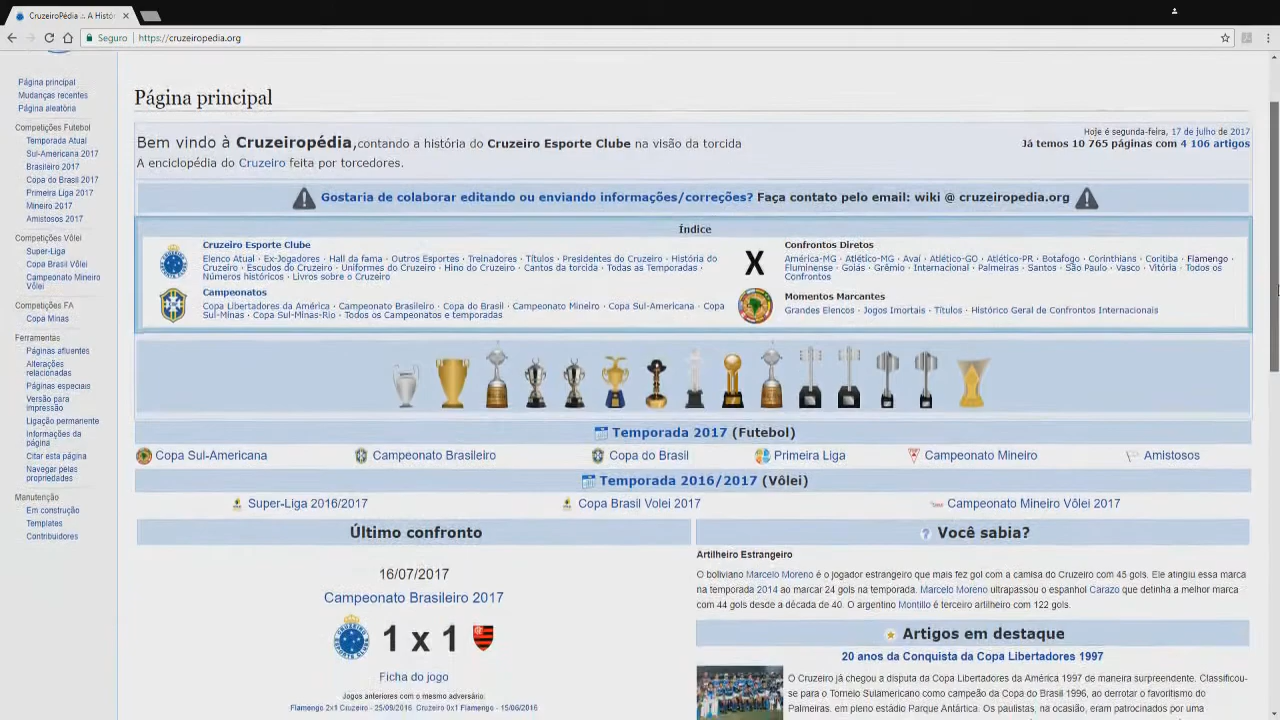 CruzeiroPédia :. A Histó
Seguro
https://cruzeiropedia.org
Página principal
Mudanças recentes
Página aleatória
Competições Futebol
Temporada Atual
Sul-Americana 2017
Brasileiro 2017
Copa do Brasil 2017
Primeira Liga 2017
Mineiro 2017
Amistosos 2017
Competições Vôlei
Super-Liga
Copa Brasil Vôlei
Campeonato Mineiro
Vôlei
Competições FA
Copa Minas
Ferramentas
Páginas afluentes
Alterações
relacionadas
Páginas especiais
Versão para
impressão
Ligação permanente
Informações da
página
Citar esta página
Navegar pelas
propriedades
Manutenção
Em construção
Templates
Contribuidores
Página principal
Bem vindo à Cruzeiropédia,contando a história do Cruzeiro Esporte Clube na visão da torcida
A enciclopédia do Cruzeiro feita por torcedores.
Hoje é segunda-feira, 17 de julho de 2017
Já temos 10 765 páginas com 4 106 artigos
Gostaria de colaborar editando ou enviando informações/correções? Faça contato pelo email: wiki @ cruzeiropedia.org
Índice
Cruzeiro Esporte Clube
Elenco Atual · Ex-Jogadores · Hall da fama · Outros Esportes · Treinadores · Títulos · Presidentes do Cruzeiro · História do
Cruzeiro · Escudos do Cruzeiro · Uniformes do Cruzeiro · Hino do Cruzeiro · Cantos da torcida · Todas as Temporadas ·
Números históricos · Livros sobre o Cruzeiro
Campeonatos
Copa Libertadores da América · Campeonato Brasileiro · Copa do Brasil · Campeonato Mineiro · Copa Sul-Americana · Copa
Sul-Minas · Copa Sul-Minas-Rio · Todos os Campeonatos e temporadas
X
Confrontos Diretos
América-MG · Atlético-MG · Avaí · Atlético-GO · Atlético-PR · Botafogo · Corinthians · Coritiba · Flamengo ·
Fluminense · Goiás · Grêmio · Internacional · Palmeiras · Santos · São Paulo · Vasco · Vitória · Todos os
Confrontos
Momentos Marcantes
Grandes Elencos · Jogos Imortais · Títulos · Histórico Geral de Confrontos Internacionais
Temporada 2017 (Futebol)
Copa Sul-Americana Campeonato Brasileiro Copa do Brasil Primeira Liga Campeonato Mineiro Amistosos
Temporada 2016/2017 (Vôlei)
Super-Liga 2016/2017 Copa Brasil Volei 2017 Campeonato Mineiro Vôlei 2017
Último confronto
16/07/2017
Campeonato Brasileiro 2017
1 x 1
Ficha do jogo
Jogos anteriores com o mesmo adversário:
Flamengo 2x1 Cruzeiro - 25/09/2016 Cruzeiro 0x1 Flamengo - 15/06/2016
Você sabia?
Artilheiro Estrangeiro
O boliviano Marcelo Moreno é o jogador estrangeiro que mais fez gol com a camisa do Cruzeiro com 45 gols. Ele atingiu essa marca
na temporada 2014 ao marcar 24 gols na temporada. Marcelo Moreno ultrapassou o espanhol Carazo que detinha a melhor marca
com 44 gols desde a década de 40. O argentino Montillo é terceiro artilheiro com 122 gols.
Artigos em destaque
20 anos da Conquista da Copa Libertadores 1997
O Cruzeiro já chegou a disputa da Copa Libertadores da América 1997 de maneira surpreendente. Classificou-
se para o Torneio Sulamericano como campeão da Copa do Brasil 1996, ao derrotar o favoritismo do
Palmeiras, em pleno estádio Parque Antártica. Os paulistas, na ocasião, eram patrocinados por uma